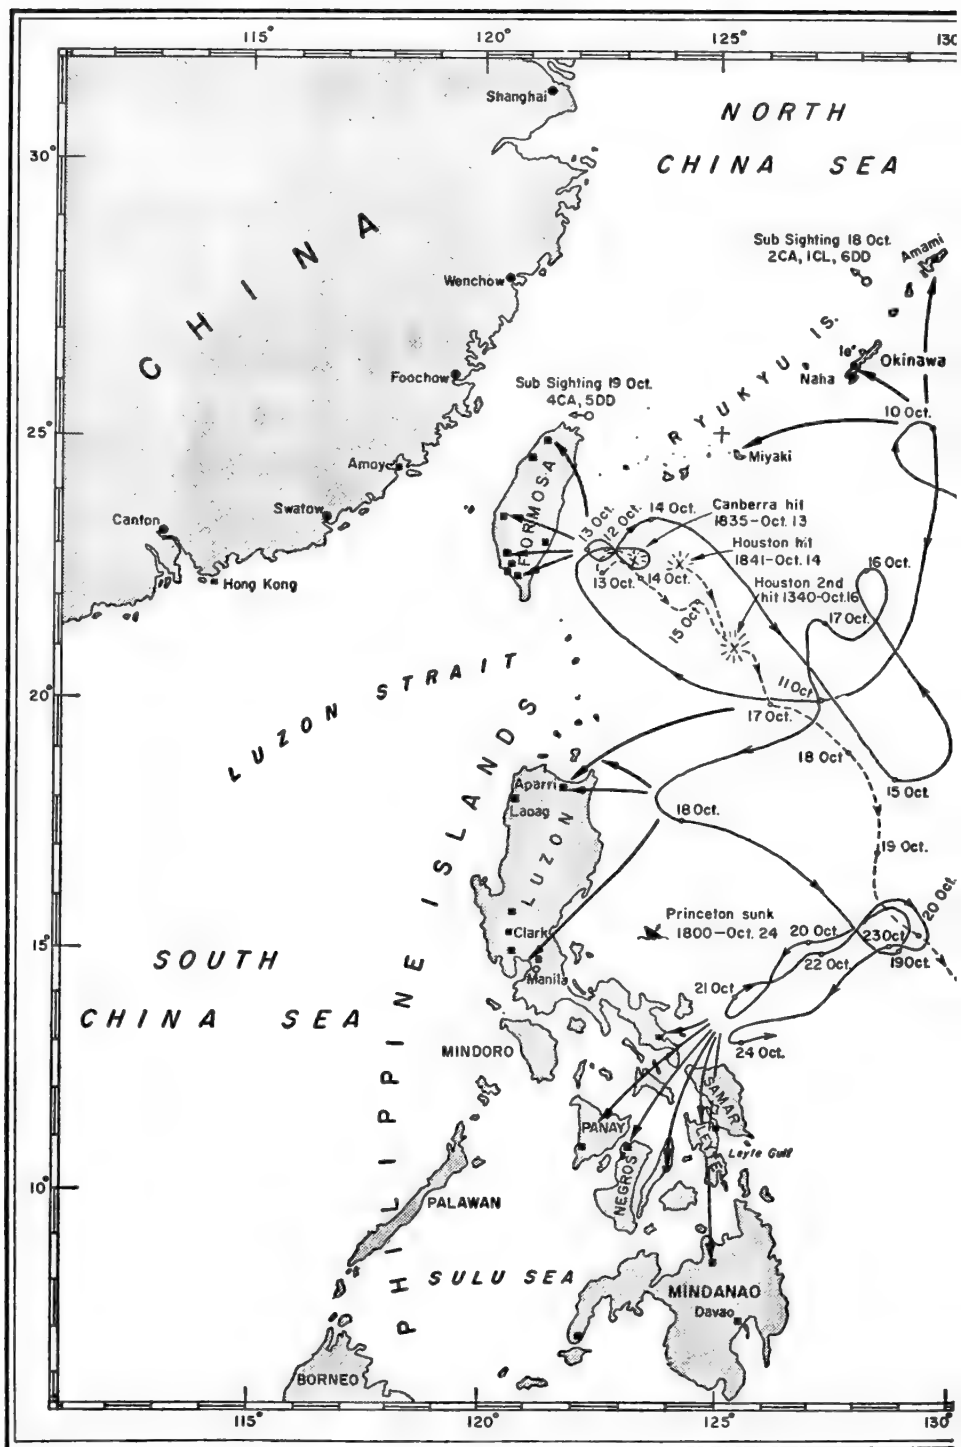 115°
120°
125°
130
Shanghai
NORTH
CHINA SEA
30°
CHINA
Sub Sighting 18 Oct.
2CA, 1CL, 6DD
Amami
Wenchow
RYUKYU IS.
Ie
Okinawa
Naha
Foochow
Sub Sighting 19 Oct.
4CA, 5DD
10 Oct.
25°
Miyaki
Amoy
FORMOSA
Swatow
Canton
Hong Kong
13 Oct.
12 Oct.
14 Oct.
Canberra hit
1835-Oct. 13
Houston hit
1841-Oct. 14
13 Oct.
14 Oct.
Houston 2nd
hit 1340-Oct.16
16 Oct.
15 Oct.
17 Oct.
LUZON STRAIT
20°
11 Oct
17 Oct.
18 Oct.
15 Oct.
PHILIPPINE ISLANDS
Aparri
Laoag
LUZON
18 Oct.
19 Oct.
20 Oct.
Princeton sunk
1800-Oct. 24
20 Oct.
23 Oct
15°
Clark
22 Oct.
19 Oct.
SOUTH
CHINA SEA
Manila
21 Oct
MINDORO
24 Oct.
SAMAR
PANAY
LEYTE
Leyte Gulf
NEGROS
10°
PALAWAN
SULU SEA
MINDANAO
Davao
BORNEO
115°
120°
125°
130°